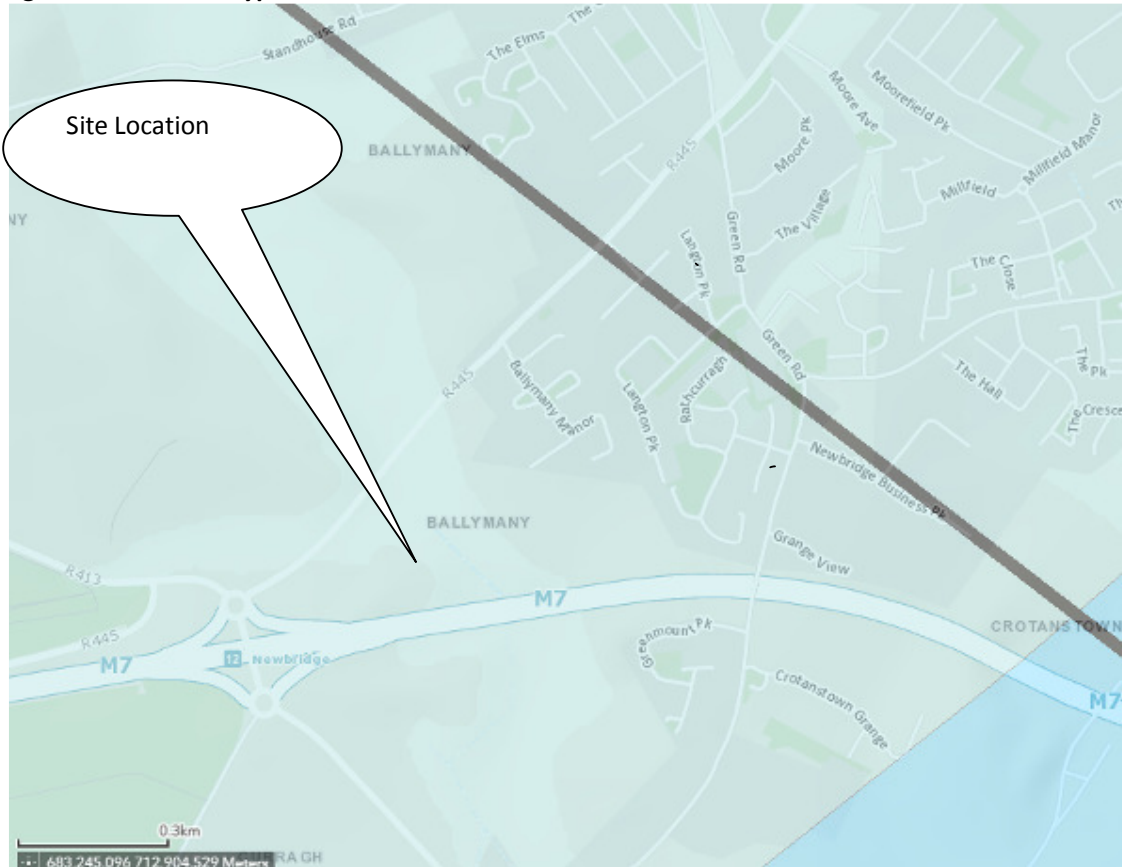 Standhouse Rd
The Elms
Site Location
BALLYMANY
Moore Ave
Moorefield Pk
Moore Pk
Millfield Manor
Millfield
R445
The Village
Green Rd
Langton Pk
The Close
Green Rd
The Pk
The Hall
R445
Ballymany Manor
Langton Pk
Rathcurragh
Newbridge Business Pk
BALLYMANY
Grange View
R413
M7
CROTANSTOWN
R445
M7
12 Newbridge
Greenmount Pk
Crotanstown Grange
M7
0.3km
683,245.096 712,904.529 Meters